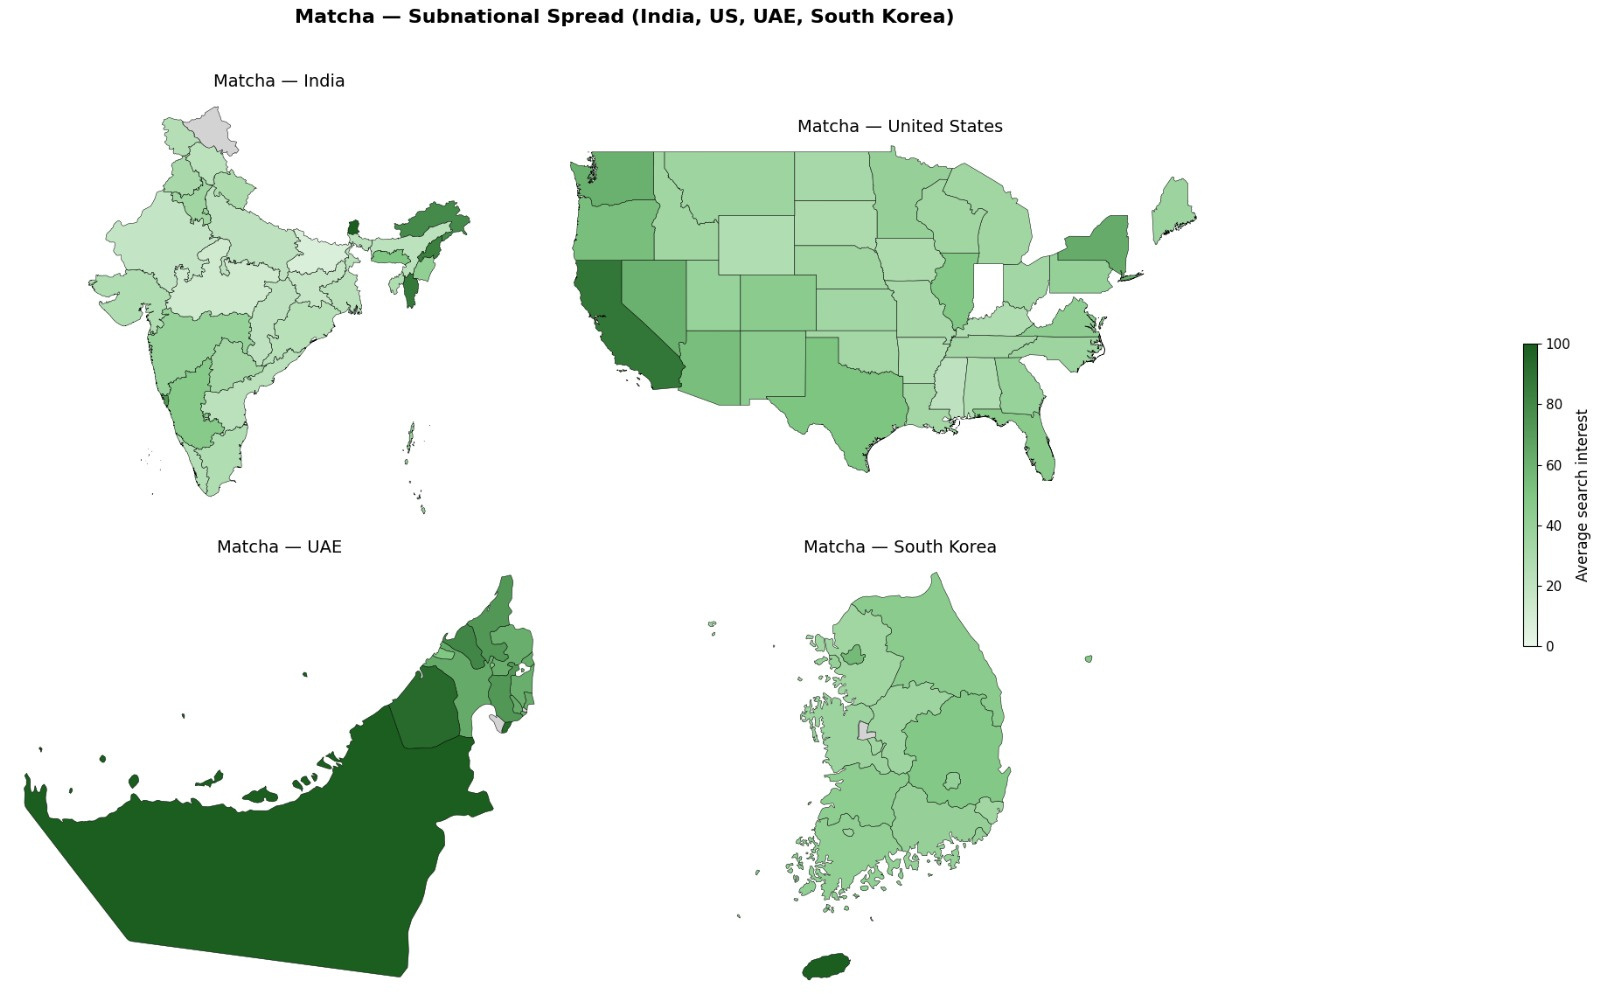 Matcha — Subnational Spread (India, US, UAE, South Korea)
Matcha — India
Matcha — United States
Matcha — UAE
Matcha — South Korea
100
80
60
40
20
0
Average search interest